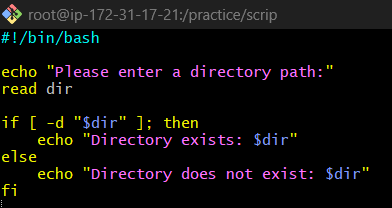 root@ip-172-31-17-21:/practice/scrip
#!/bin/bash
echo "Please enter a directory path:"
read dir
if [ -d "$dir" ]; then
    echo "Directory exists: $dir"
else
    echo "Directory does not exist: $dir"
fi